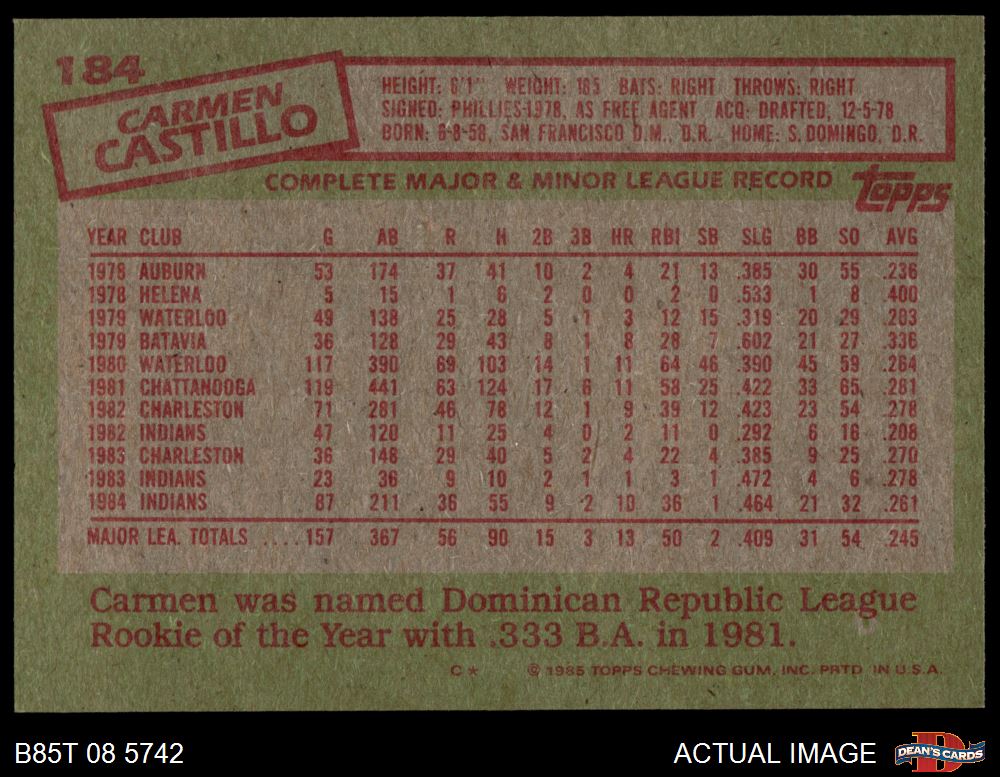 184
CARMEN
CASTILLO
HEIGHT: 6'1" WEIGHT: 185 BATS: RIGHT THROWS: RIGHT
SIGNED: PHILLIES-1978, AS FREE AGENT ACQ: DRAFTED, 12-5-78
BORN: 6-8-58, SAN FRANCISCO D.M., D.R. HOME: S. DOMINGO, D.R.
COMPLETE MAJOR & MINOR LEAGUE RECORD
Topps
YEAR CLUB G AB R H 2B 3B HR RBI SB SLG BB SO AVG
1978 AUBURN 53 174 37 41 10 2 4 21 13 .385 30 55 .236
1978 HELENA 5 15 1 6 2 0 0 2 0 .533 1 8 .400
1979 WATERLOO 49 138 25 28 5 1 3 12 15 .319 20 29 .203
1979 BATAVIA 36 128 29 43 8 1 8 28 7 .602 21 27 .336
1980 WATERLOO 117 390 69 103 14 1 11 64 46 .390 45 59 .264
1981 CHATTANOOGA 119 441 63 124 17 6 11 58 25 .422 33 65 .281
1982 CHARLESTON 71 281 46 78 12 1 9 39 12 .423 23 54 .278
1982 INDIANS 47 120 11 25 4 0 2 11 0 .292 6 16 .208
1983 CHARLESTON 36 148 29 40 5 2 4 22 4 .385 9 25 .270
1983 INDIANS 23 36 9 10 2 1 1 3 1 .472 4 6 .278
1984 INDIANS 87 211 36 55 9 2 10 36 1 .464 21 32 .261
MAJOR LEA. TOTALS ....157 367 56 90 15 3 13 50 2 .409 31 54 .245
Carmen was named Dominican Republic League
Rookie of the Year with .333 B.A. in 1981.
C* © 1985 TOPPS CHEWING GUM, INC. PRTD IN U.S.A.
B85T 08 5742
ACTUAL IMAGE
DEAN'S CARDS